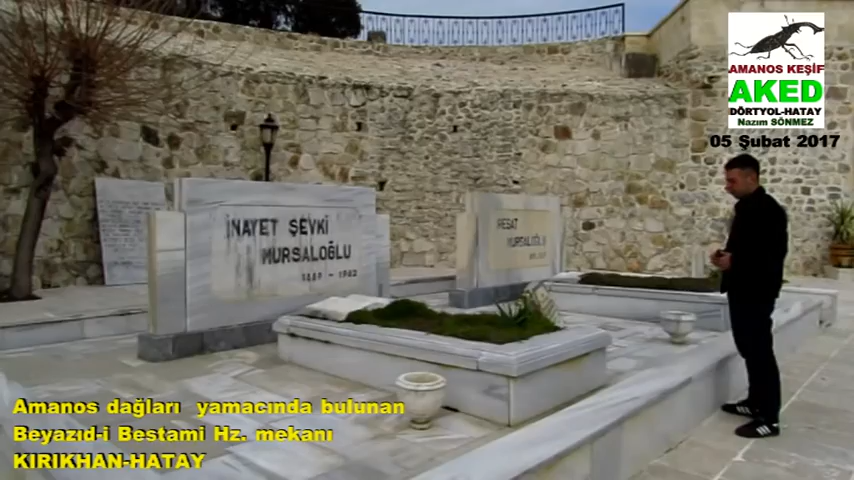 AMANOS KEŞİF
AKED
DÖRTYOL-HATAY
Nazım SÖNMEZ
05 Şubat 2017
İNAYET ŞEVKİ
MURSALOĞLU
REŞAT
MURSALOĞLU
Amanos dağları yamacında bulunan
Beyazıd-i Bestami Hz. mekanı
KIRIKHAN-HATAY